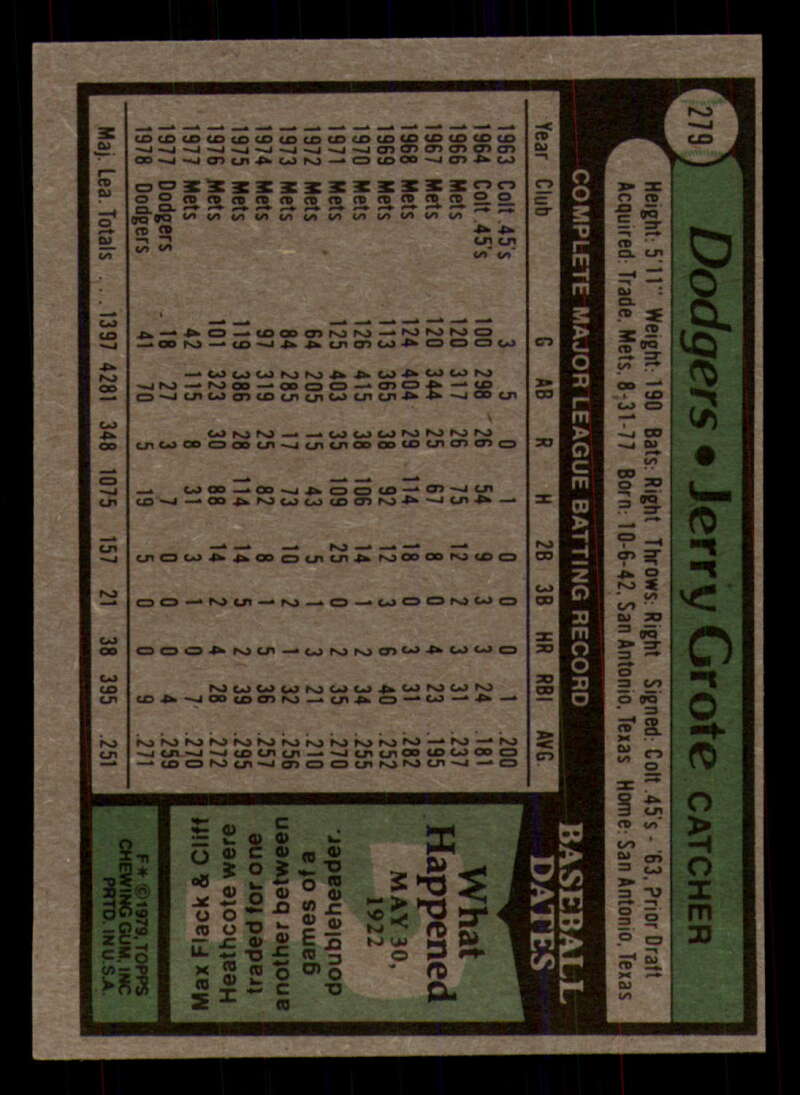 279
Dodgers • Jerry Grote CATCHER
Height: 5'11" Weight: 190 Bats: Right Throws: Right Signed: Colt .45's - '63, Prior Draft
Acquired: Trade, Mets, 8-31-77 Born: 10-6-42, San Antonio, Texas Home: San Antonio, Texas
COMPLETE MAJOR LEAGUE BATTING RECORD
Year Club G AB R H 2B 3B HR RBI AVG.
1963 Colt .45's 3 5 0 1 0 0 0 1 .200
1964 Colt .45's 100 298 26 54 9 3 3 24 .181
1966 Mets 120 317 26 75 12 2 3 31 .237
1967 Mets 120 344 25 67 8 0 4 23 .195
1968 Mets 124 404 29 114 18 0 3 31 .282
1969 Mets 113 365 38 92 12 3 6 40 .252
1970 Mets 126 415 38 106 14 1 2 34 .255
1971 Mets 125 403 35 109 25 0 2 35 .270
1972 Mets 64 205 15 43 5 1 3 21 .210
1973 Mets 84 285 17 73 10 2 1 32 .256
1974 Mets 97 319 25 82 8 1 5 36 .257
1975 Mets 119 386 28 114 14 5 2 39 .295
1976 Mets 101 323 30 88 14 2 4 28 .272
1977 Mets 42 115 8 31 3 1 0 7 .270
1977 Dodgers 18 27 3 7 0 1 0 4 .259
1978 Dodgers 41 70 5 19 5 0 0 9 .271
Maj. Lea. Totals ... 1397 4281 348 1075 157 21 38 395 .251
BASEBALL
DATES
What
Happened
MAY 30,
1922
Max Flack & Cliff
Heathcote were
traded for one
another between
games of a
doubleheader.
F✶ © 1979, TOPPS
CHEWING GUM, INC
PRTD. IN U.S.A.